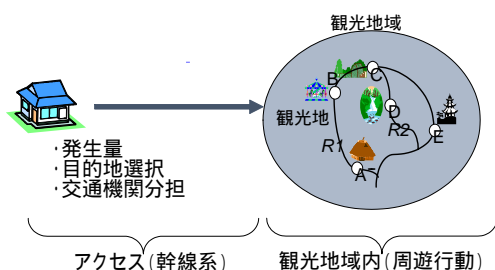 観光地域
B
C
観光地
D
R2
E
R1
A
・発生量
・目的地選択
・交通機関分担
アクセス(幹線系)
観光地域内(周遊行動)